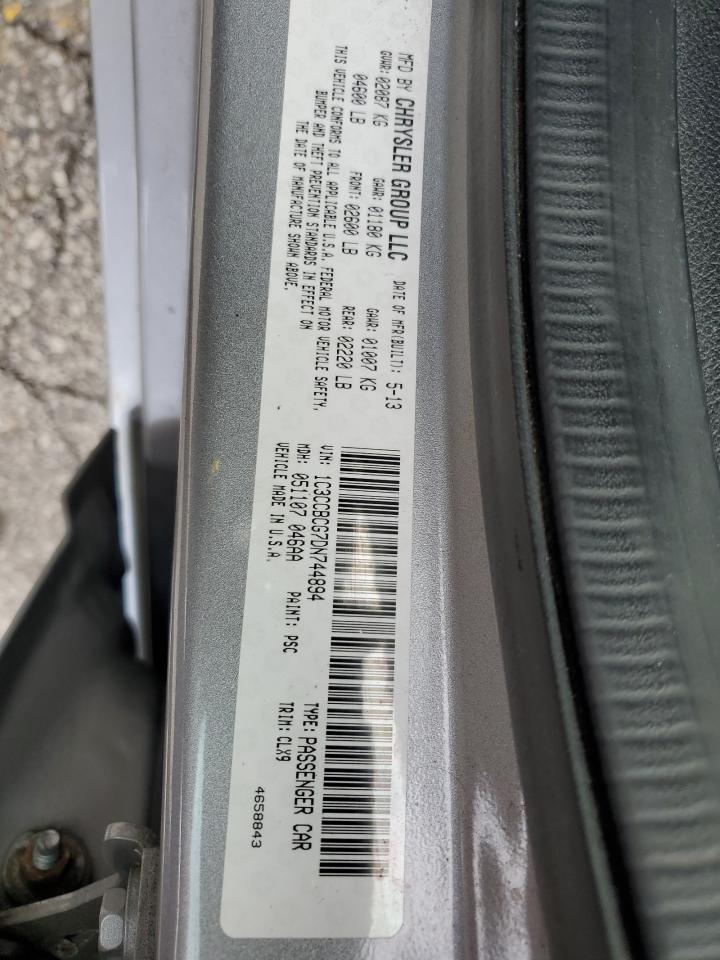 MFD BY CHRYSLER GROUP LLC DATE OF MFR(BUILT): 5-13
GVWR: 02087 KG GAWR: 01180 KG GAWR: 01007 KG
04600 LB FRONT: 02600 LB REAR: 02220 LB
THIS VEHICLE CONFORMS TO ALL APPLICABLE U.S.A. FEDERAL MOTOR VEHICLE SAFETY,
BUMPER AND THEFT PREVENTION STANDARDS IN EFFECT ON
THE DATE OF MANUFACTURE SHOWN ABOVE.
VIN: 1C3CCBCG7DN744894 TYPE: PASSENGER CAR
MDH: 051107 046AA PAINT: PSC TRIM: CLX9
VEHICLE MADE IN U.S.A.
4658843